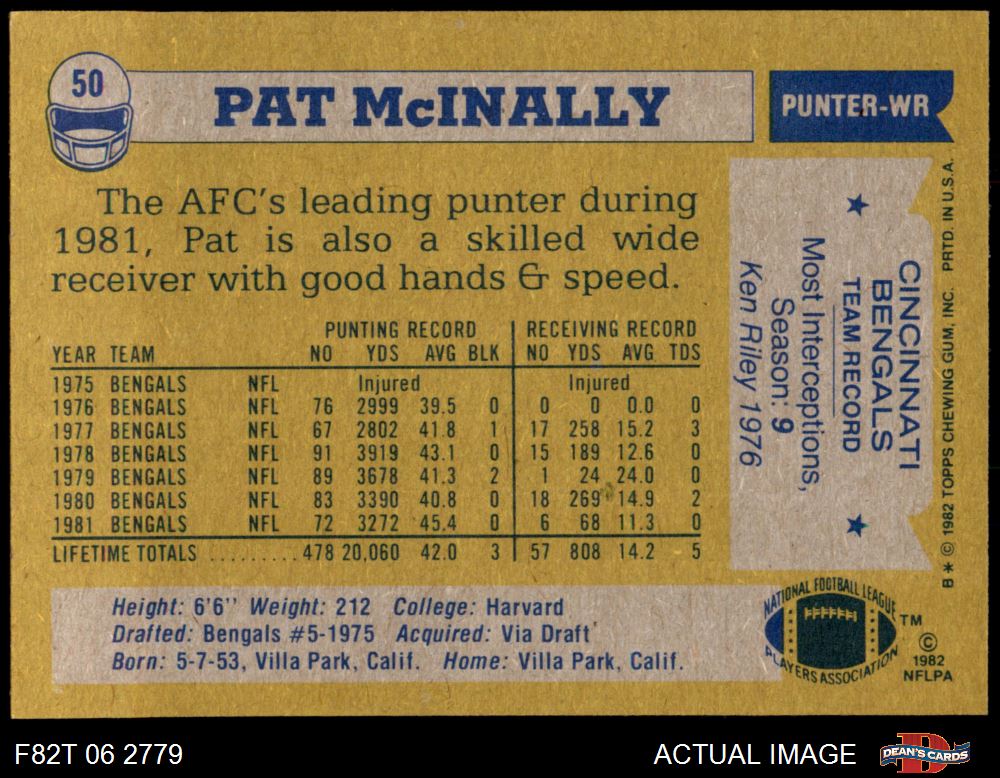 50
PAT McINALLY
PUNTER-WR
The AFC's leading punter during
1981, Pat is also a skilled wide
receiver with good hands & speed.
PUNTING RECORD RECEIVING RECORD
YEAR TEAM NO YDS AVG BLK NO YDS AVG TDS
1975 BENGALS NFL Injured Injured
1976 BENGALS NFL 76 2999 39.5 0 0 0 0.0 0
1977 BENGALS NFL 67 2802 41.8 1 17 258 15.2 3
1978 BENGALS NFL 91 3919 43.1 0 15 189 12.6 0
1979 BENGALS NFL 89 3678 41.3 2 1 24 24.0 0
1980 BENGALS NFL 83 3390 40.8 0 18 269 14.9 2
1981 BENGALS NFL 72 3272 45.4 0 6 68 11.3 0
LIFETIME TOTALS .......... 478 20,060 42.0 3 57 808 14.2 5
Height: 6'6" Weight: 212 College: Harvard
Drafted: Bengals #5-1975 Acquired: Via Draft
Born: 5-7-53, Villa Park, Calif. Home: Villa Park, Calif.
CINCINNATI
BENGALS
TEAM RECORD
Most Interceptions,
Season: 9
Ken Riley 1976
B* © 1982 TOPPS CHEWING GUM, INC. PRTD. IN U.S.A.
NATIONAL FOOTBALL LEAGUE
PLAYERS ASSOCIATION
TM
©
1982
NFLPA
F82T 06 2779
ACTUAL IMAGE
D
DEAN'S CARDS